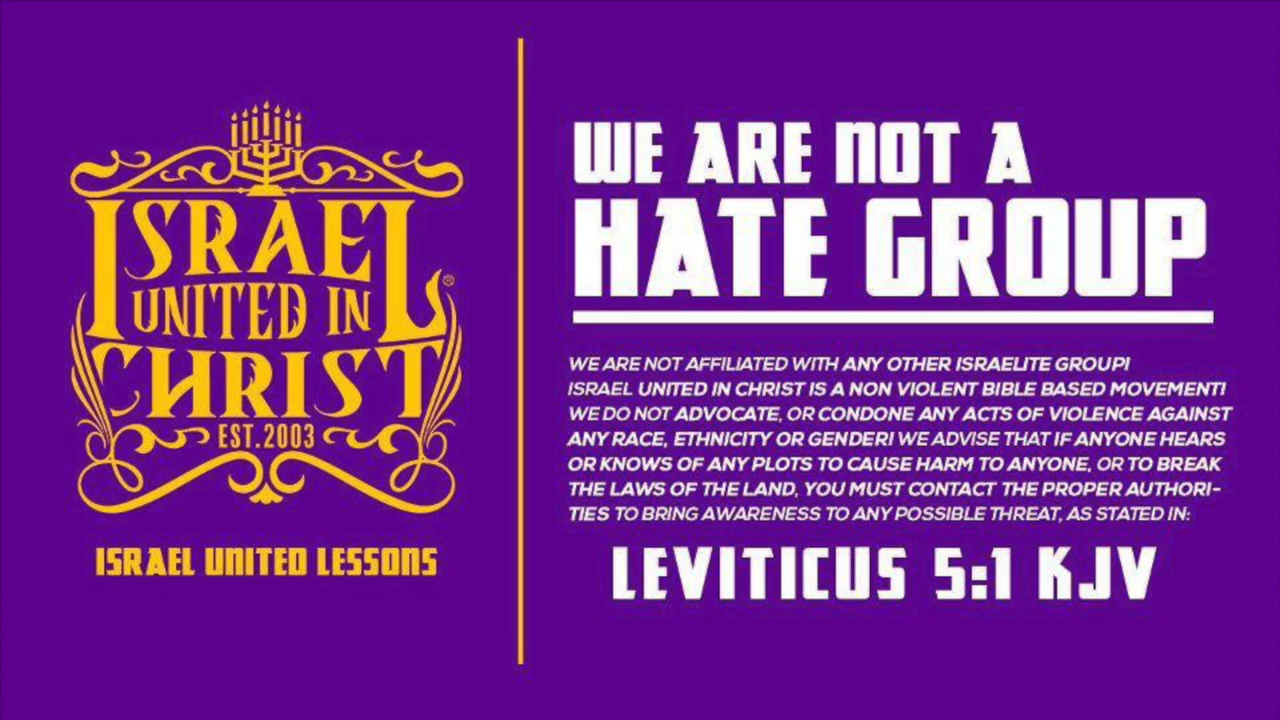 ISRAEL
UNITED IN
CHRIST
EST.2003
ISRAEL UNITED LESSONS
WE ARE NOT A
HATE GROUP
WE ARE NOT AFFILIATED WITH ANY OTHER ISRAELITE GROUP!
ISRAEL UNITED IN CHRIST IS A NON VIOLENT BIBLE BASED MOVEMENT!
WE DO NOT ADVOCATE, OR CONDONE ANY ACTS OF VIOLENCE AGAINST
ANY RACE, ETHNICITY OR GENDER! WE ADVISE THAT IF ANYONE HEARS
OR KNOWS OF ANY PLOTS TO CAUSE HARM TO ANYONE, OR TO BREAK
THE LAWS OF THE LAND, YOU MUST CONTACT THE PROPER AUTHORI-
TIES TO BRING AWARENESS TO ANY POSSIBLE THREAT, AS STATED IN:
LEVITICUS 5:1 KJV